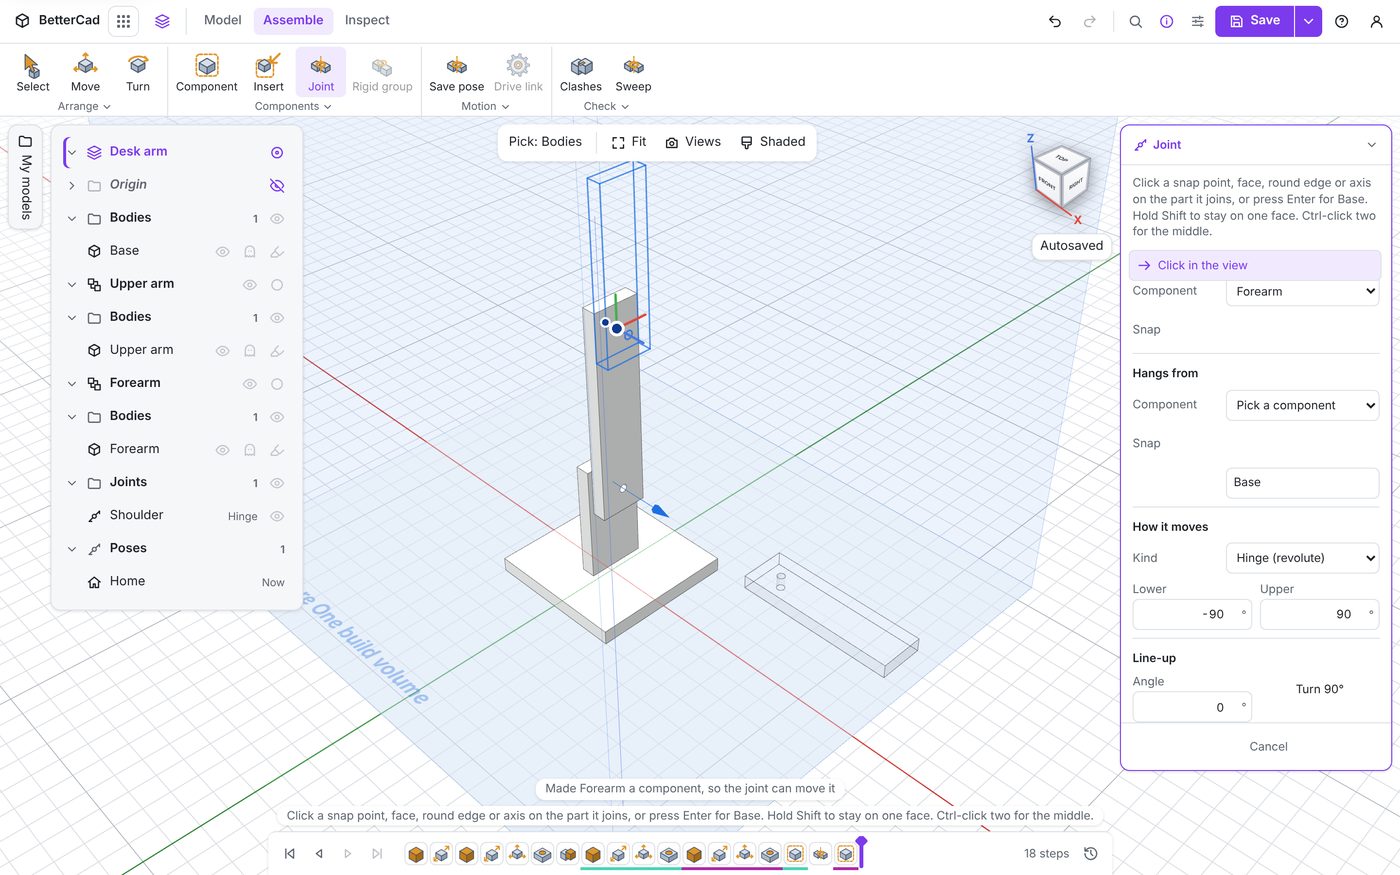 BetterCad
Model
Assemble
Inspect
Save
Select
Move
Turn
Component
Insert
Joint
Rigid group
Save pose
Drive link
Clashes
Sweep
Arrange
Components
Motion
Check
My models
Desk arm
Origin
Bodies 1
Base
Upper arm
Bodies 1
Upper arm
Forearm
Bodies 1
Forearm
Joints 1
Shoulder Hinge
Poses 1
Home Now
Pick: Bodies
Fit
Views
Shaded
Z
TOP
FRONT
RIGHT
X
Autosaved
re One build volume
Joint
Click a snap point, face, round edge or axis
on the part it joins, or press Enter for Base.
Hold Shift to stay on one face. Ctrl-click two
for the middle.
Click in the view
Component Forearm
Snap
Hangs from
Component Pick a component
Snap
Base
How it moves
Kind Hinge (revolute)
Lower Upper
-90 ° 90 °
Line-up
Angle
Turn 90°
0 °
Cancel
Made Forearm a component, so the joint can move it
Click a snap point, face, round edge or axis on the part it joins, or press Enter for Base. Hold Shift to stay on one face. Ctrl-click two for the middle.
18 steps